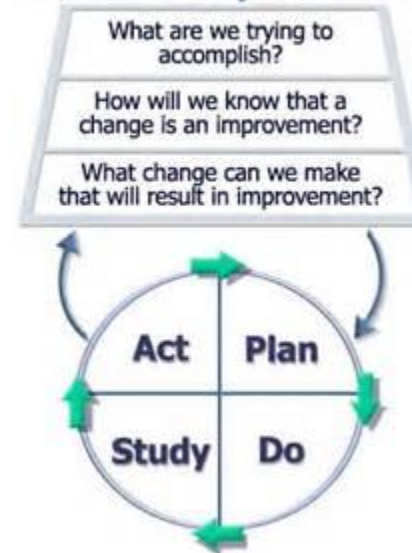 What are we trying to
accomplish?
How will we know that a
change is an improvement?
What change can we make
that will result in improvement?
Act
Plan
Study
Do